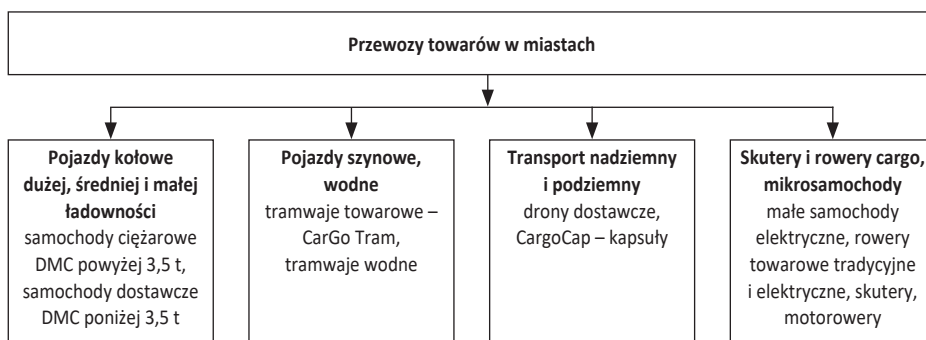 Przewozy towarów w miastach
Pojazdy kołowe
dużej, średniej i małej
ładowności
samochody ciężarowe
DMC powyżej 3,5 t,
samochody dostawcze
DMC poniżej 3,5 t
Pojazdy szynowe,
wodne
tramwaje towarowe –
CarGo Tram,
tramwaje wodne
Transport nadziemny
i podziemny
drony dostawcze,
CargoCap – kapsuły
Skutery i rowery cargo,
mikrosamochody
małe samochody
elektryczne, rowery
towarowe tradycyjne
i elektryczne, skutery,
motorowery